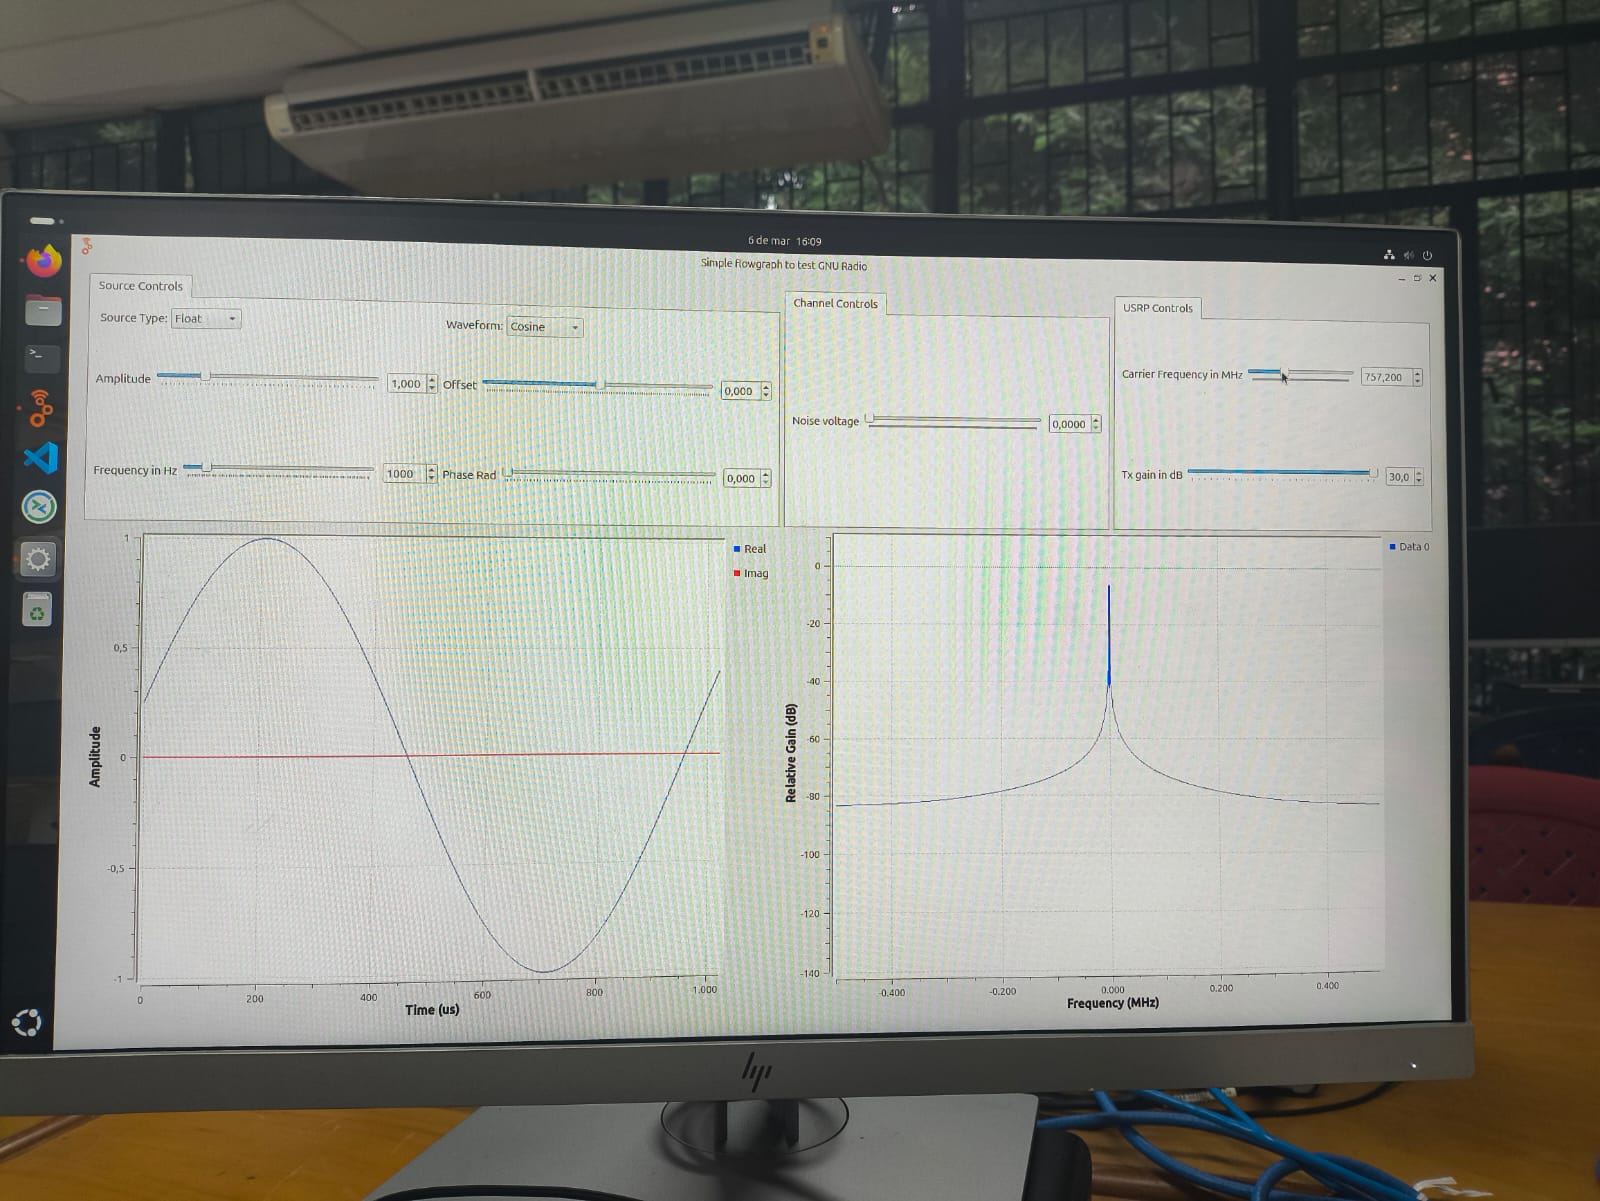 6 de mar 16:09
Simple flowgraph to test GNU Radio
Source Controls
Source Type: Float
Waveform: Cosine
Amplitude 1,000
Offset 0,000
Frequency in Hz 1000
Phase Rad 0,000
Channel Controls
Noise voltage 0,0000
USRP Controls
Carrier Frequency in MHz 757,200
Tx gain in dB 30,0
Amplitude
1
0,5
0
-0,5
-1
0 200 400 600 800 1.000
Time (us)
Real
Imag
Relative Gain (dB)
0
-20
-40
-60
-80
-100
-120
-140
-0.400 -0.200 0.000 0.200 0.400
Frequency (MHz)
Data 0
hp